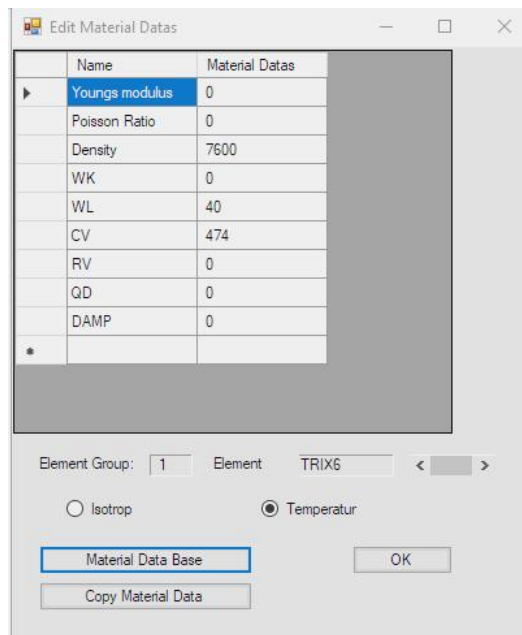 Edit Material Datas
Name Material Datas
Youngs modulus 0
Poisson Ratio 0
Density 7600
WK 0
WL 40
CV 474
RV 0
QD 0
DAMP 0
Element Group: 1 Element TRIX6
Isotrop Temperatur
Material Data Base OK
Copy Material Data